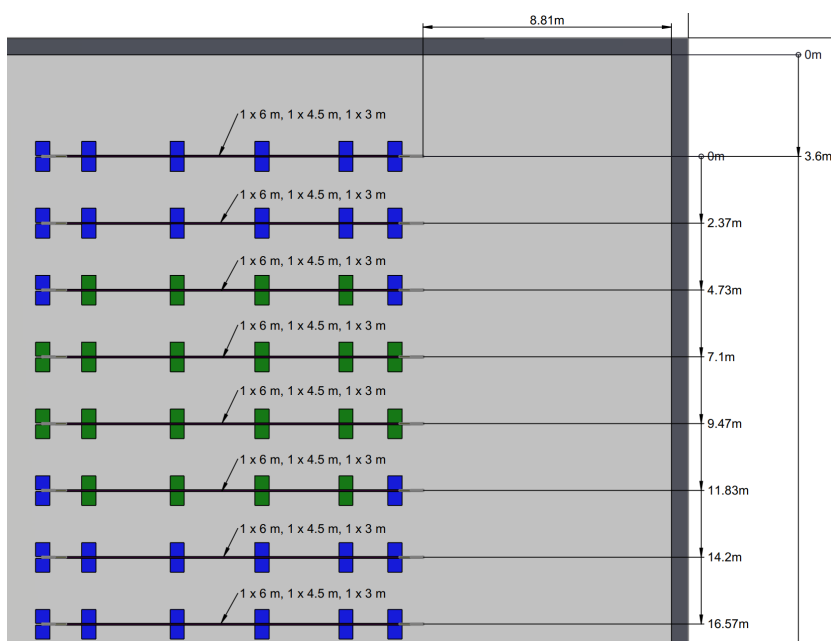 8.81m
0m
1 x 6 m, 1 x 4.5 m, 1 x 3 m
0m
3.6m
1 x 6 m, 1 x 4.5 m, 1 x 3 m
2.37m
1 x 6 m, 1 x 4.5 m, 1 x 3 m
4.73m
1 x 6 m, 1 x 4.5 m, 1 x 3 m
7.1m
1 x 6 m, 1 x 4.5 m, 1 x 3 m
9.47m
1 x 6 m, 1 x 4.5 m, 1 x 3 m
11.83m
1 x 6 m, 1 x 4.5 m, 1 x 3 m
14.2m
1 x 6 m, 1 x 4.5 m, 1 x 3 m
16.57m